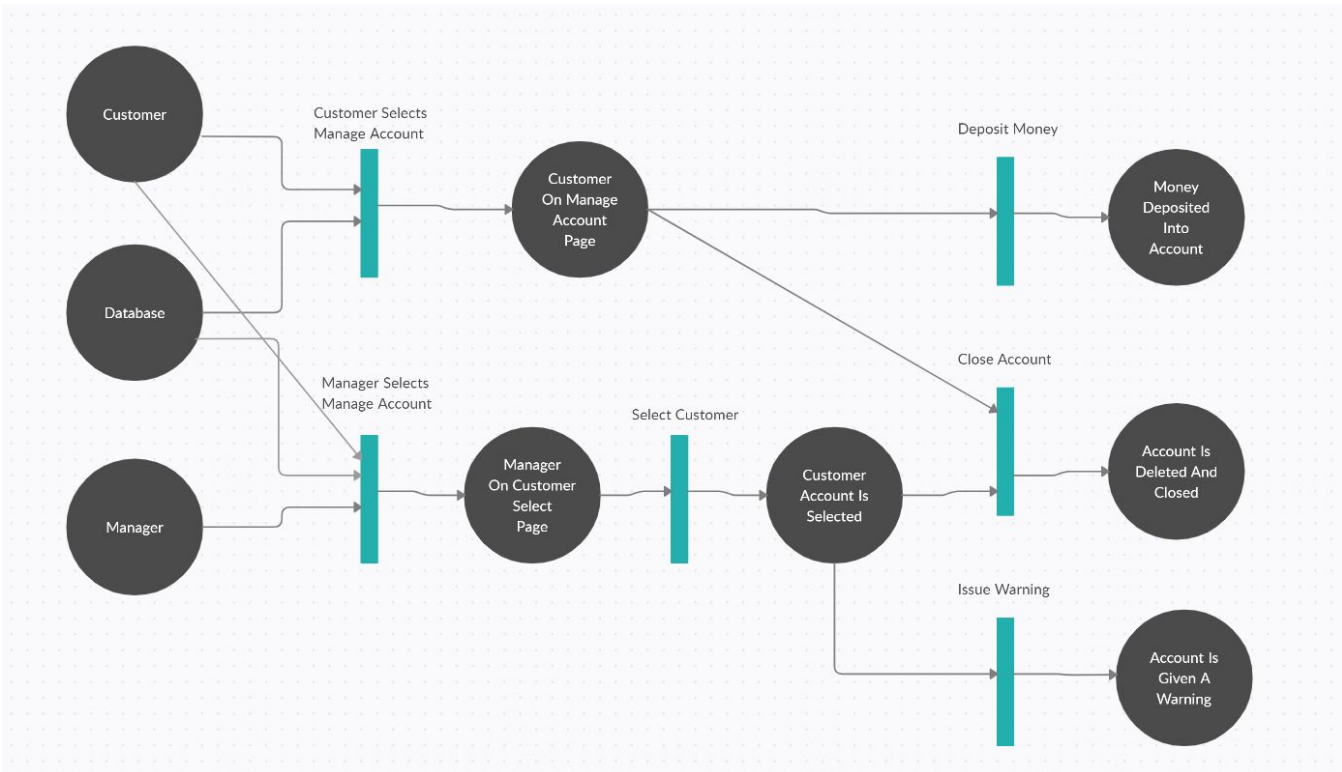 Customer
Customer Selects
Manage Account
Customer
On Manage
Account
Page
Deposit Money
Money
Deposited
Into
Account
Database
Manager Selects
Manage Account
Close Account
Select Customer
Manager
Manager
On Customer
Select
Page
Customer
Account Is
Selected
Account Is
Deleted And
Closed
Issue Warning
Account Is
Given A
Warning